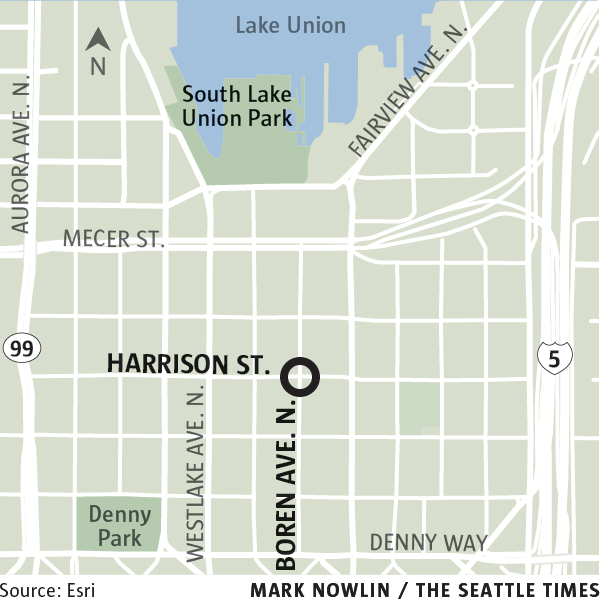 Lake Union
N
South Lake
Union Park
FAIRVIEW AVE. N.
AURORA AVE. N.
MECER ST.
99
HARRISON ST.
5
WESTLAKE AVE. N.
BOREN AVE. N.
Denny
Park
DENNY WAY
Source: Esri
MARK NOWLIN / THE SEATTLE TIMES